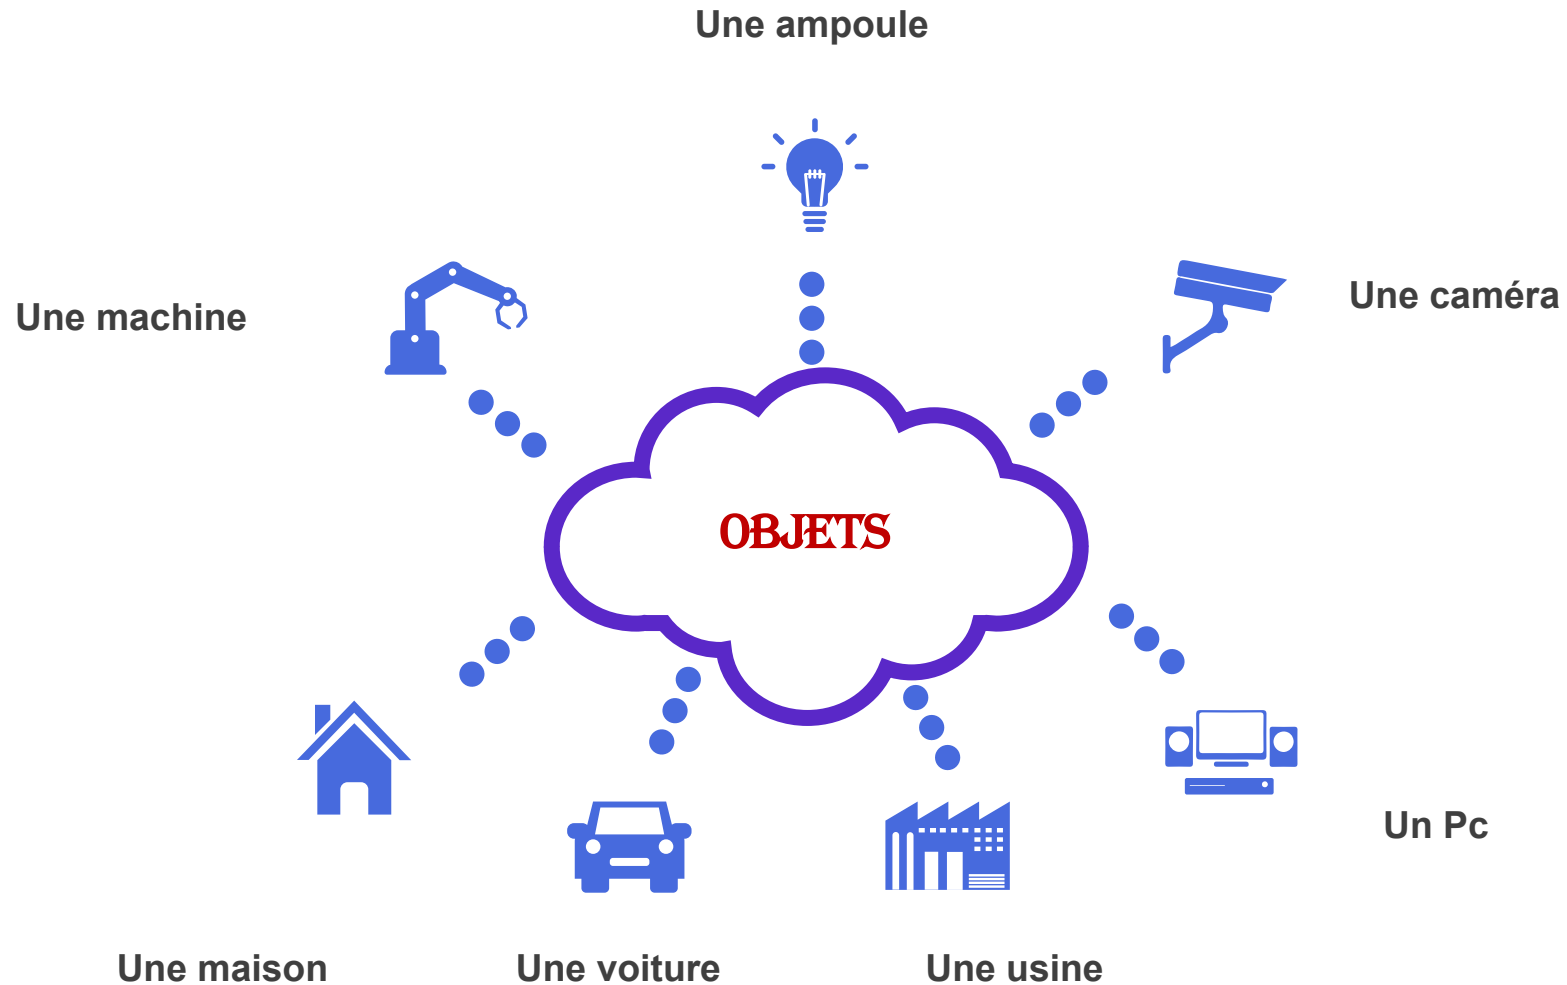 Une ampoule
Une machine
Une caméra
OBJETS
Un Pc
Une maison
Une voiture
Une usine